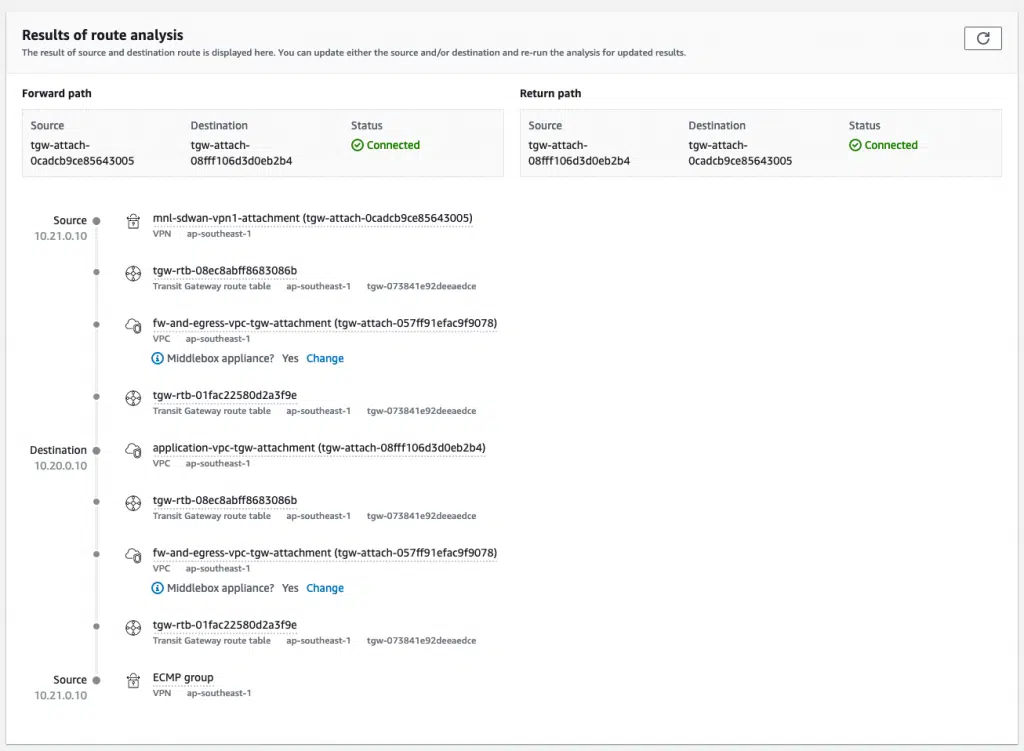 Results of route analysis
The result of source and destination route is displayed here. You can update either the source and/or destination and re-run the analysis for updated results.
Forward path
Source Destination Status
tgw-attach- tgw-attach- Connected
0cadcb9ce85643005 08fff106d3d0eb2b4
Return path
Source Destination Status
tgw-attach- tgw-attach- Connected
08fff106d3d0eb2b4 0cadcb9ce85643005
Source mnl-sdwan-vpn1-attachment (tgw-attach-0cadcb9ce85643005)
10.21.0.10 VPN ap-southeast-1
tgw-rtb-08ec8abff8683086b
Transit Gateway route table ap-southeast-1 tgw-073841e92deeaedce
fw-and-egress-vpc-tgw-attachment (tgw-attach-057ff91efac9f9078)
VPC ap-southeast-1
Middlebox appliance? Yes Change
tgw-rtb-01fac22580d2a3f9e
Transit Gateway route table ap-southeast-1 tgw-073841e92deeaedce
Destination application-vpc-tgw-attachment (tgw-attach-08fff106d3d0eb2b4)
10.20.0.10 VPC ap-southeast-1
tgw-rtb-08ec8abff8683086b
Transit Gateway route table ap-southeast-1 tgw-073841e92deeaedce
fw-and-egress-vpc-tgw-attachment (tgw-attach-057ff91efac9f9078)
VPC ap-southeast-1
Middlebox appliance? Yes Change
tgw-rtb-01fac22580d2a3f9e
Transit Gateway route table ap-southeast-1 tgw-073841e92deeaedce
Source ECMP group
10.21.0.10 VPN ap-southeast-1